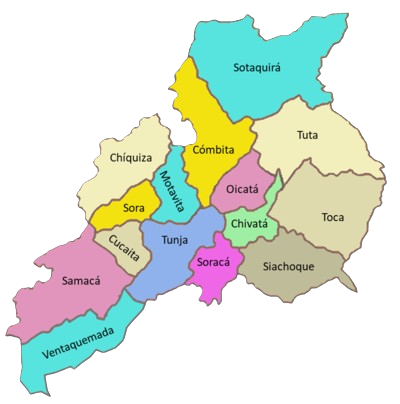 Sotaquirá
Tuta
Cómbita
Chíquiza
Motavita
Oicatá
Sora
Toca
Chivatá
Cucaita
Tunja
Soracá
Siachoque
Samacá
Ventaquemada